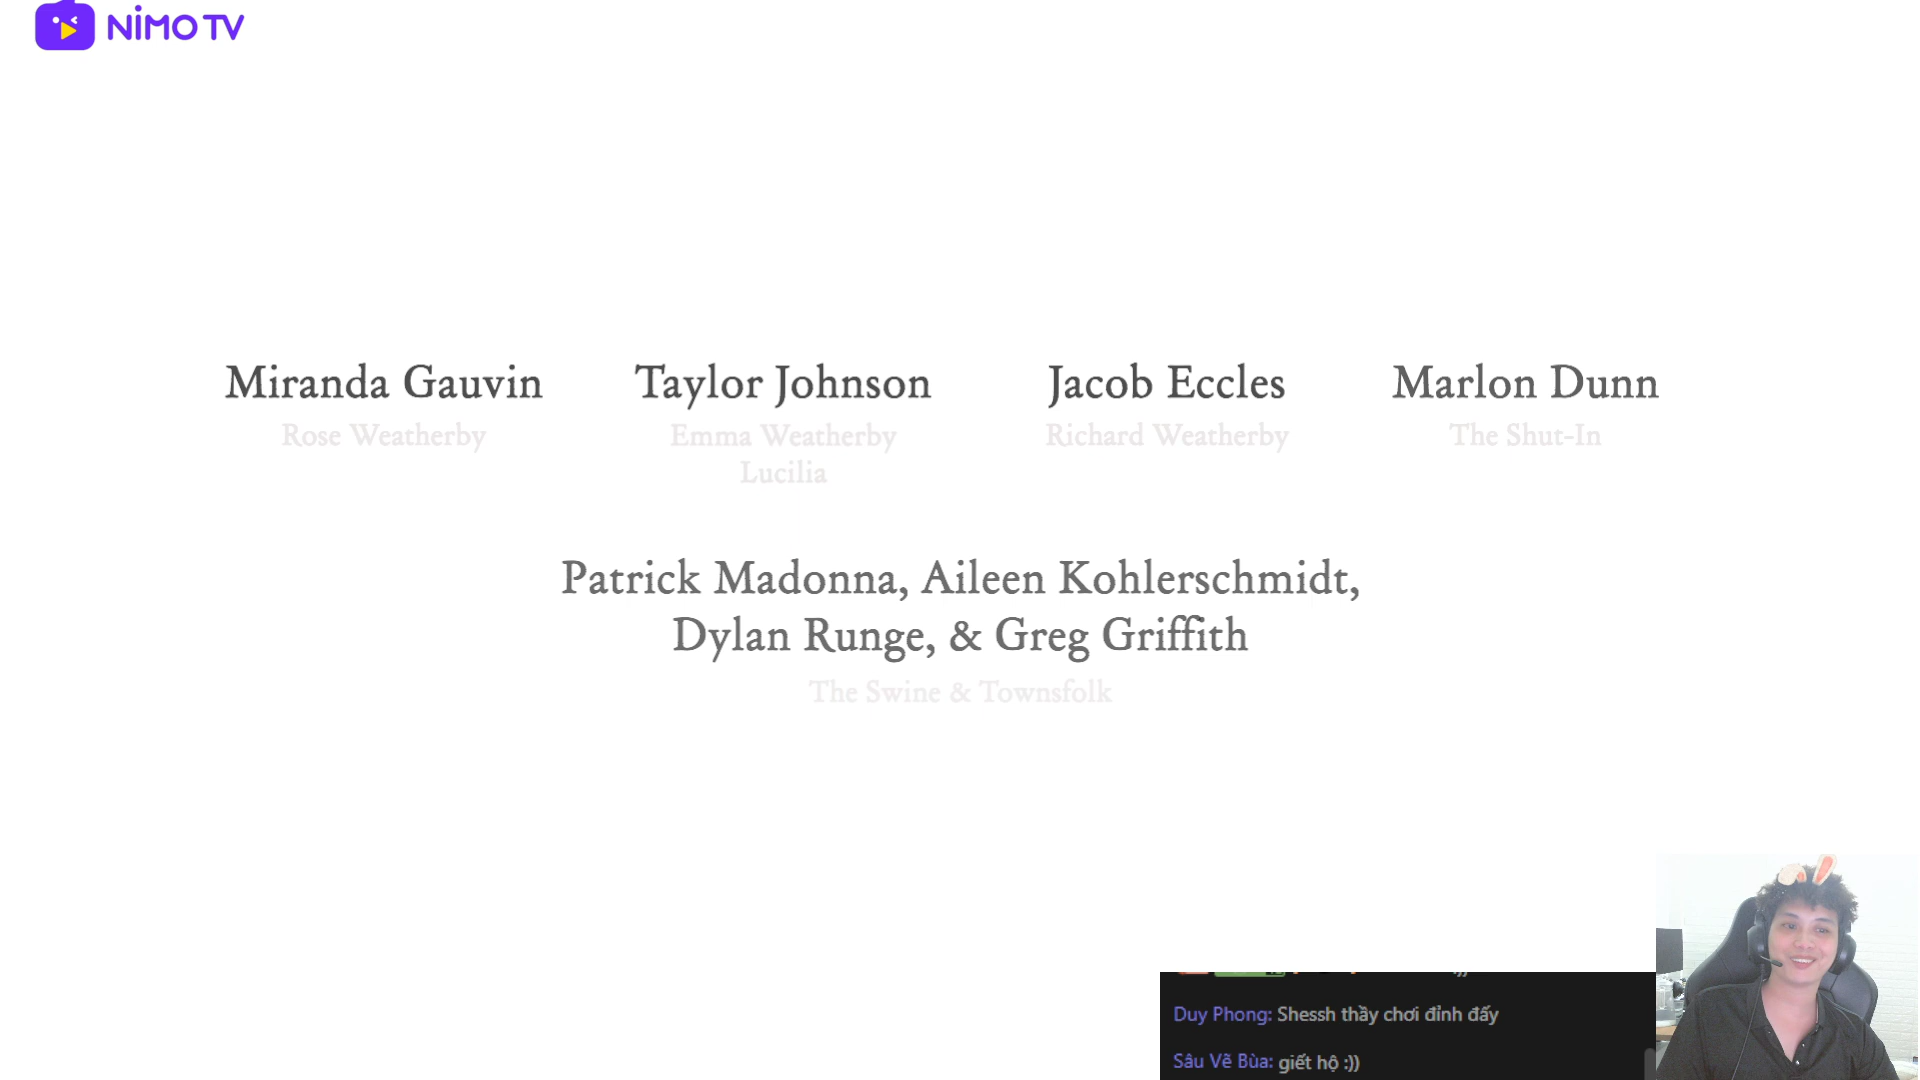 NiMO TV
Miranda Gauvin
Rose Weatherby
Taylor Johnson
Emma Weatherby
Lucilia
Jacob Eccles
Richard Weatherby
Marlon Dunn
The Shut-In
Patrick Madonna, Aileen Kohlerschmidt,
Dylan Runge, & Greg Griffith
The Swine & Townsfolk
Duy Phong: Shessh thầy chơi đỉnh đấy
Sâu Vẽ Bùa: giết hộ :))